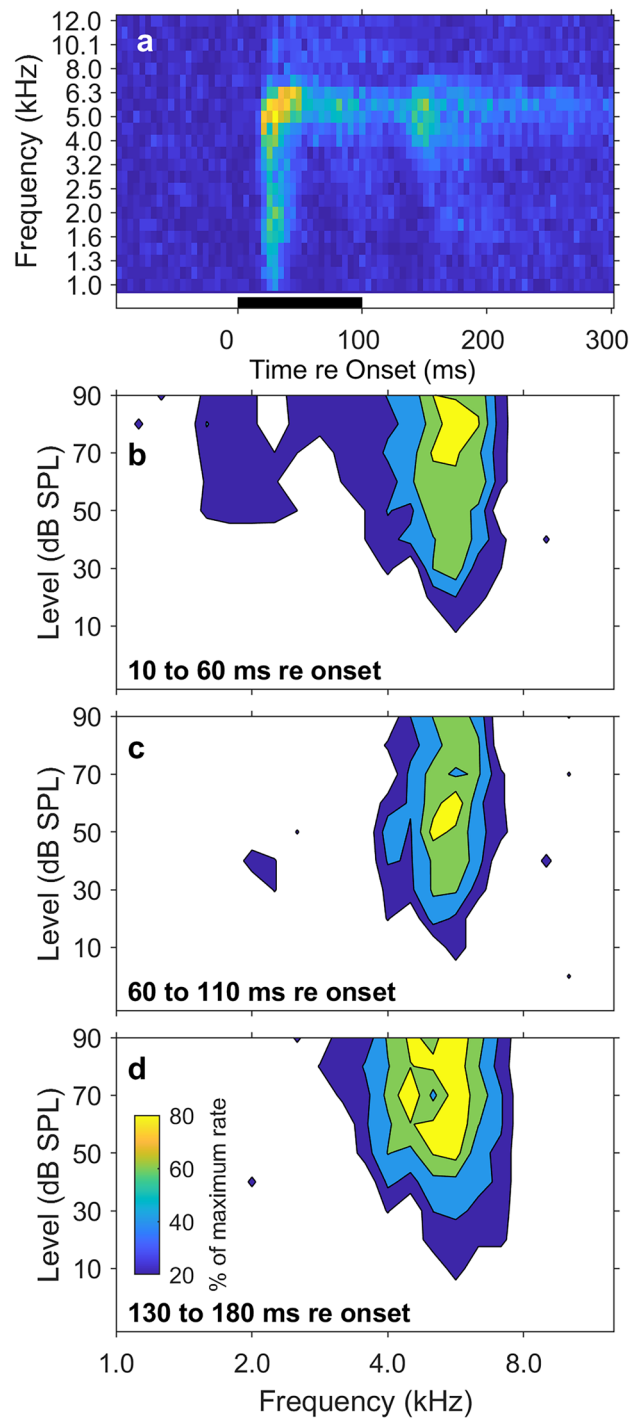 a
Frequency (kHz)
12.0
10.1
8.0
6.3
5.0
4.0
3.2
2.5
2.0
1.6
1.3
1.0
0 100 200 300
Time re Onset (ms)
b
Level (dB SPL)
90
70
50
30
10
10 to 60 ms re onset
c
Level (dB SPL)
90
70
50
30
10
60 to 110 ms re onset
d
Level (dB SPL)
90
70
50
30
10
80
60
40
20
% of maximum rate
130 to 180 ms re onset
1.0 2.0 4.0 8.0
Frequency (kHz)